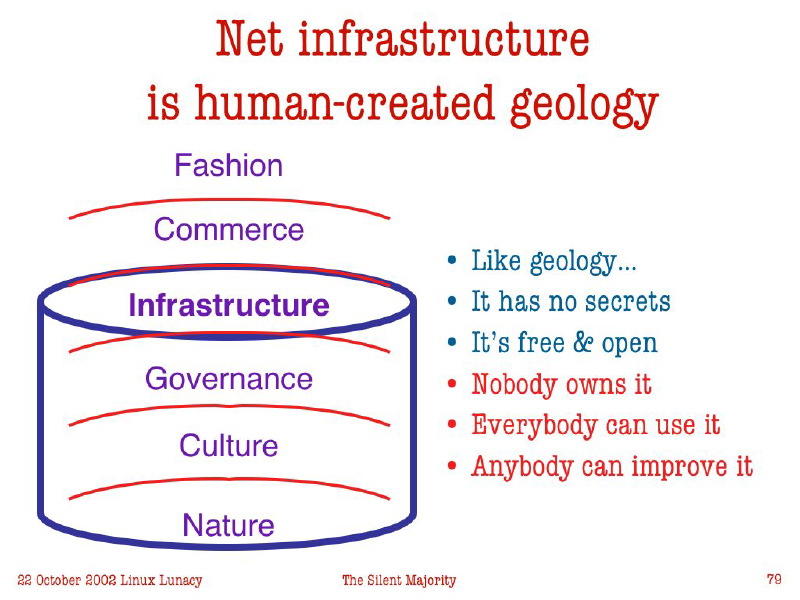 Net infrastructure
is human-created geology
Fashion
Commerce
Infrastructure
Governance
Culture
Nature
• Like geology...
• It has no secrets
• It's free & open
• Nobody owns it
• Everybody can use it
• Anybody can improve it
22 October 2002 Linux Lunacy
The Silent Majority
79